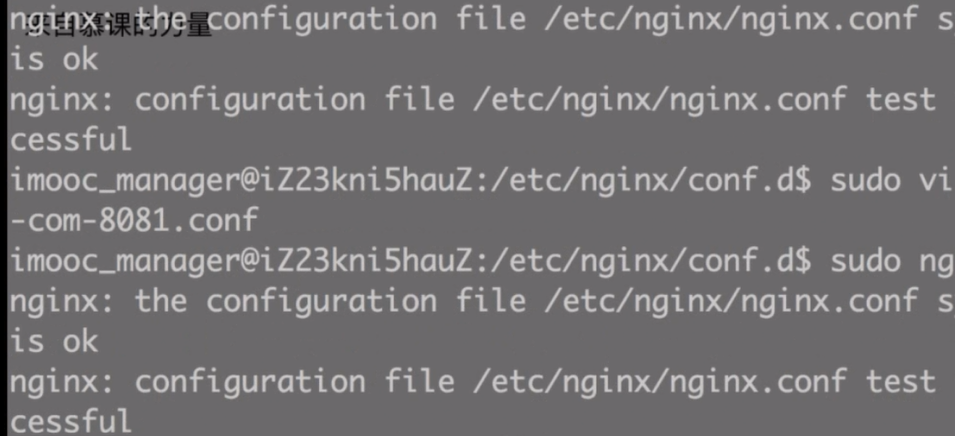 nginx: the configuration file /etc/nginx/nginx.conf s
来自慕课的力量
is ok
nginx: configuration file /etc/nginx/nginx.conf test
cessful
imooc_manager@iZ23kni5hauZ:/etc/nginx/conf.d$ sudo vi
-com-8081.conf
imooc_manager@iZ23kni5hauZ:/etc/nginx/conf.d$ sudo ng
nginx: the configuration file /etc/nginx/nginx.conf s
is ok
nginx: configuration file /etc/nginx/nginx.conf test
cessful